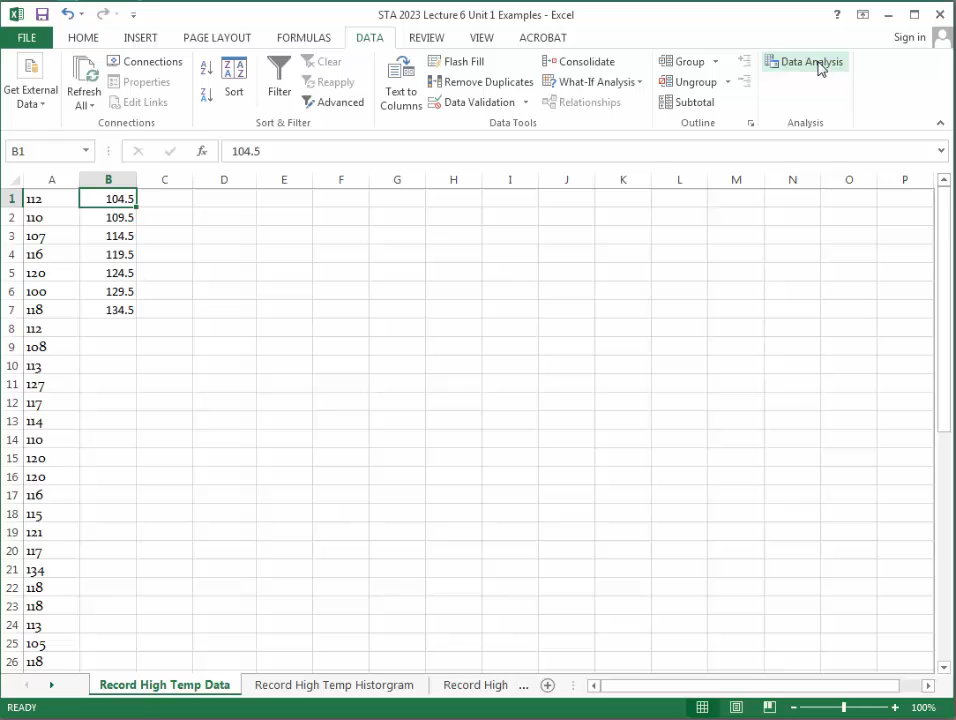 STA 2023 Lecture 6 Unit 1 Examples - Excel
FILE HOME INSERT PAGE LAYOUT FORMULAS DATA REVIEW VIEW ACROBAT Sign in
Get External Data
Refresh All
Connections
Properties
Edit Links
Connections
Sort
Filter
Clear
Reapply
Advanced
Sort & Filter
Text to Columns
Flash Fill
Remove Duplicates
Data Validation
Consolidate
What-If Analysis
Relationships
Data Tools
Group
Ungroup
Subtotal
Outline
Data Analysis
Analysis
B1 fx 104.5
A B C D E F G H I J K L M N O P
1 112 104.5
2 110 109.5
3 107 114.5
4 116 119.5
5 120 124.5
6 100 129.5
7 118 134.5
8 112
9 108
10 113
11 127
12 117
13 114
14 110
15 120
16 120
17 116
18 115
19 121
20 117
21 134
22 118
23 118
24 113
25 105
26 118
Record High Temp Data Record High Temp Historgram Record High ...
READY 100%